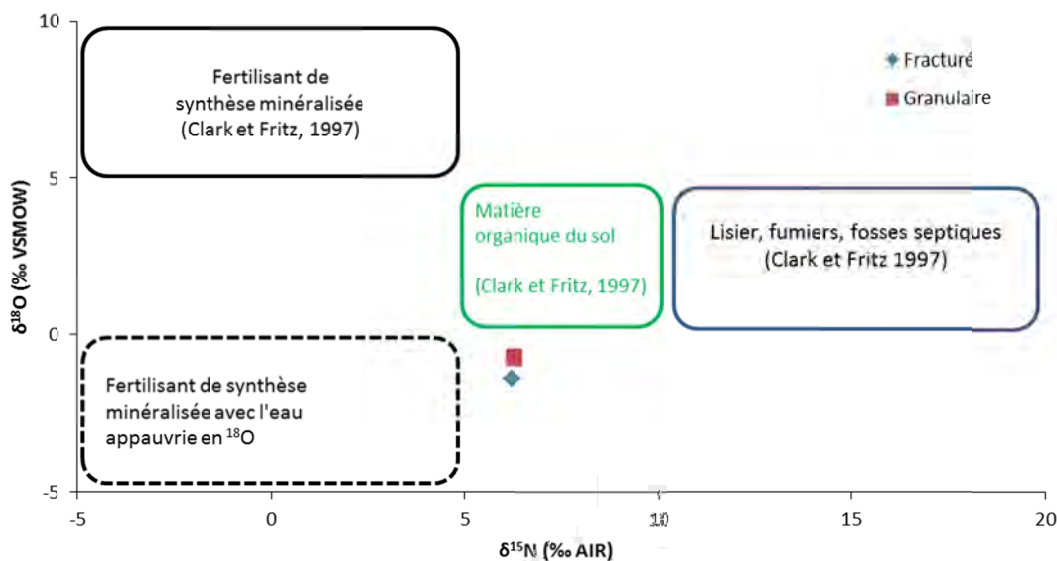 10
Fertilisant de
synthèse minéralisée
(Clark et Fritz, 1997)
Fracturé
Granulaire
5
Matière
organique du sol
(Clark et Fritz, 1997)
Lisier, fumiers, fosses septiques
(Clark et Fritz 1997)
δ¹⁸O (‰ VSMOW)
0
Fertilisant de synthèse
minéralisée avec l'eau
appauvrie en ¹⁸O
-5
-5 0 5 10 15 20
δ¹⁵N (‰ AIR)